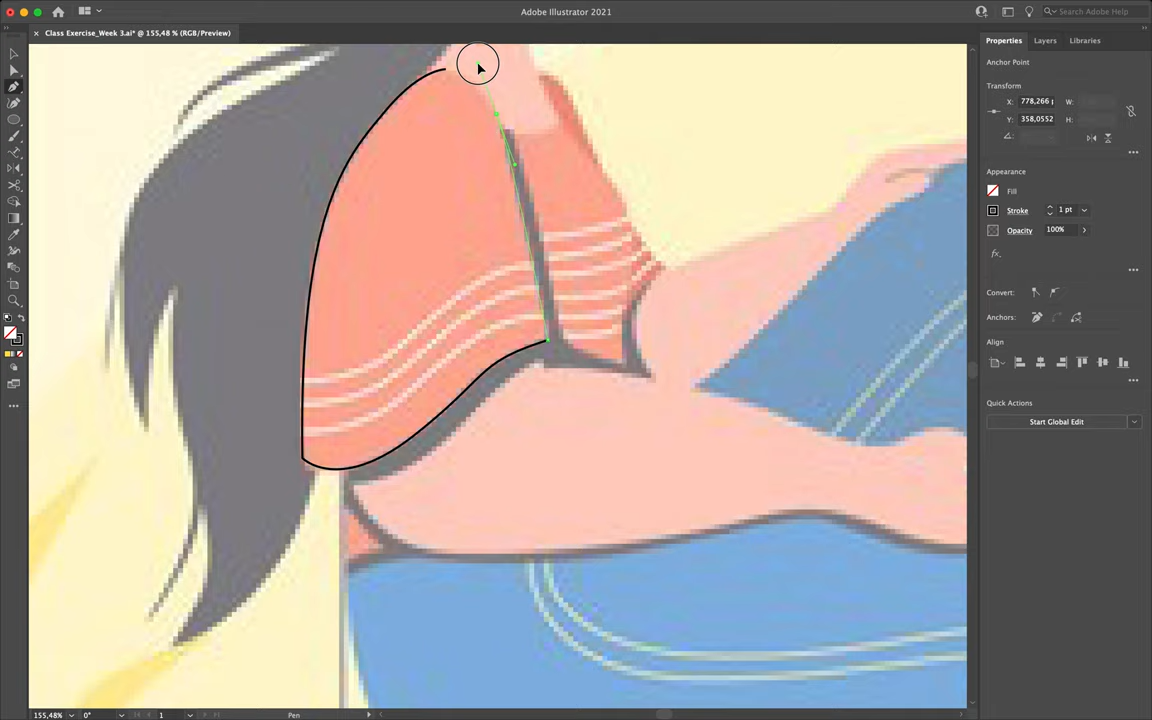 Adobe Illustrator 2021
Search Adobe Help
× Class Exercise_Week 3.ai* @ 155,48 % (RGB/Preview)
Properties Layers Libraries
Anchor Point
Transform
X: 778,266 p W:
Y: 358,0552 H:
Appearance
Fill
Stroke 1 pt
Opacity 100%
fx.
Convert:
Anchors:
Align
Quick Actions
Start Global Edit
155,48% 0° 1 Pen